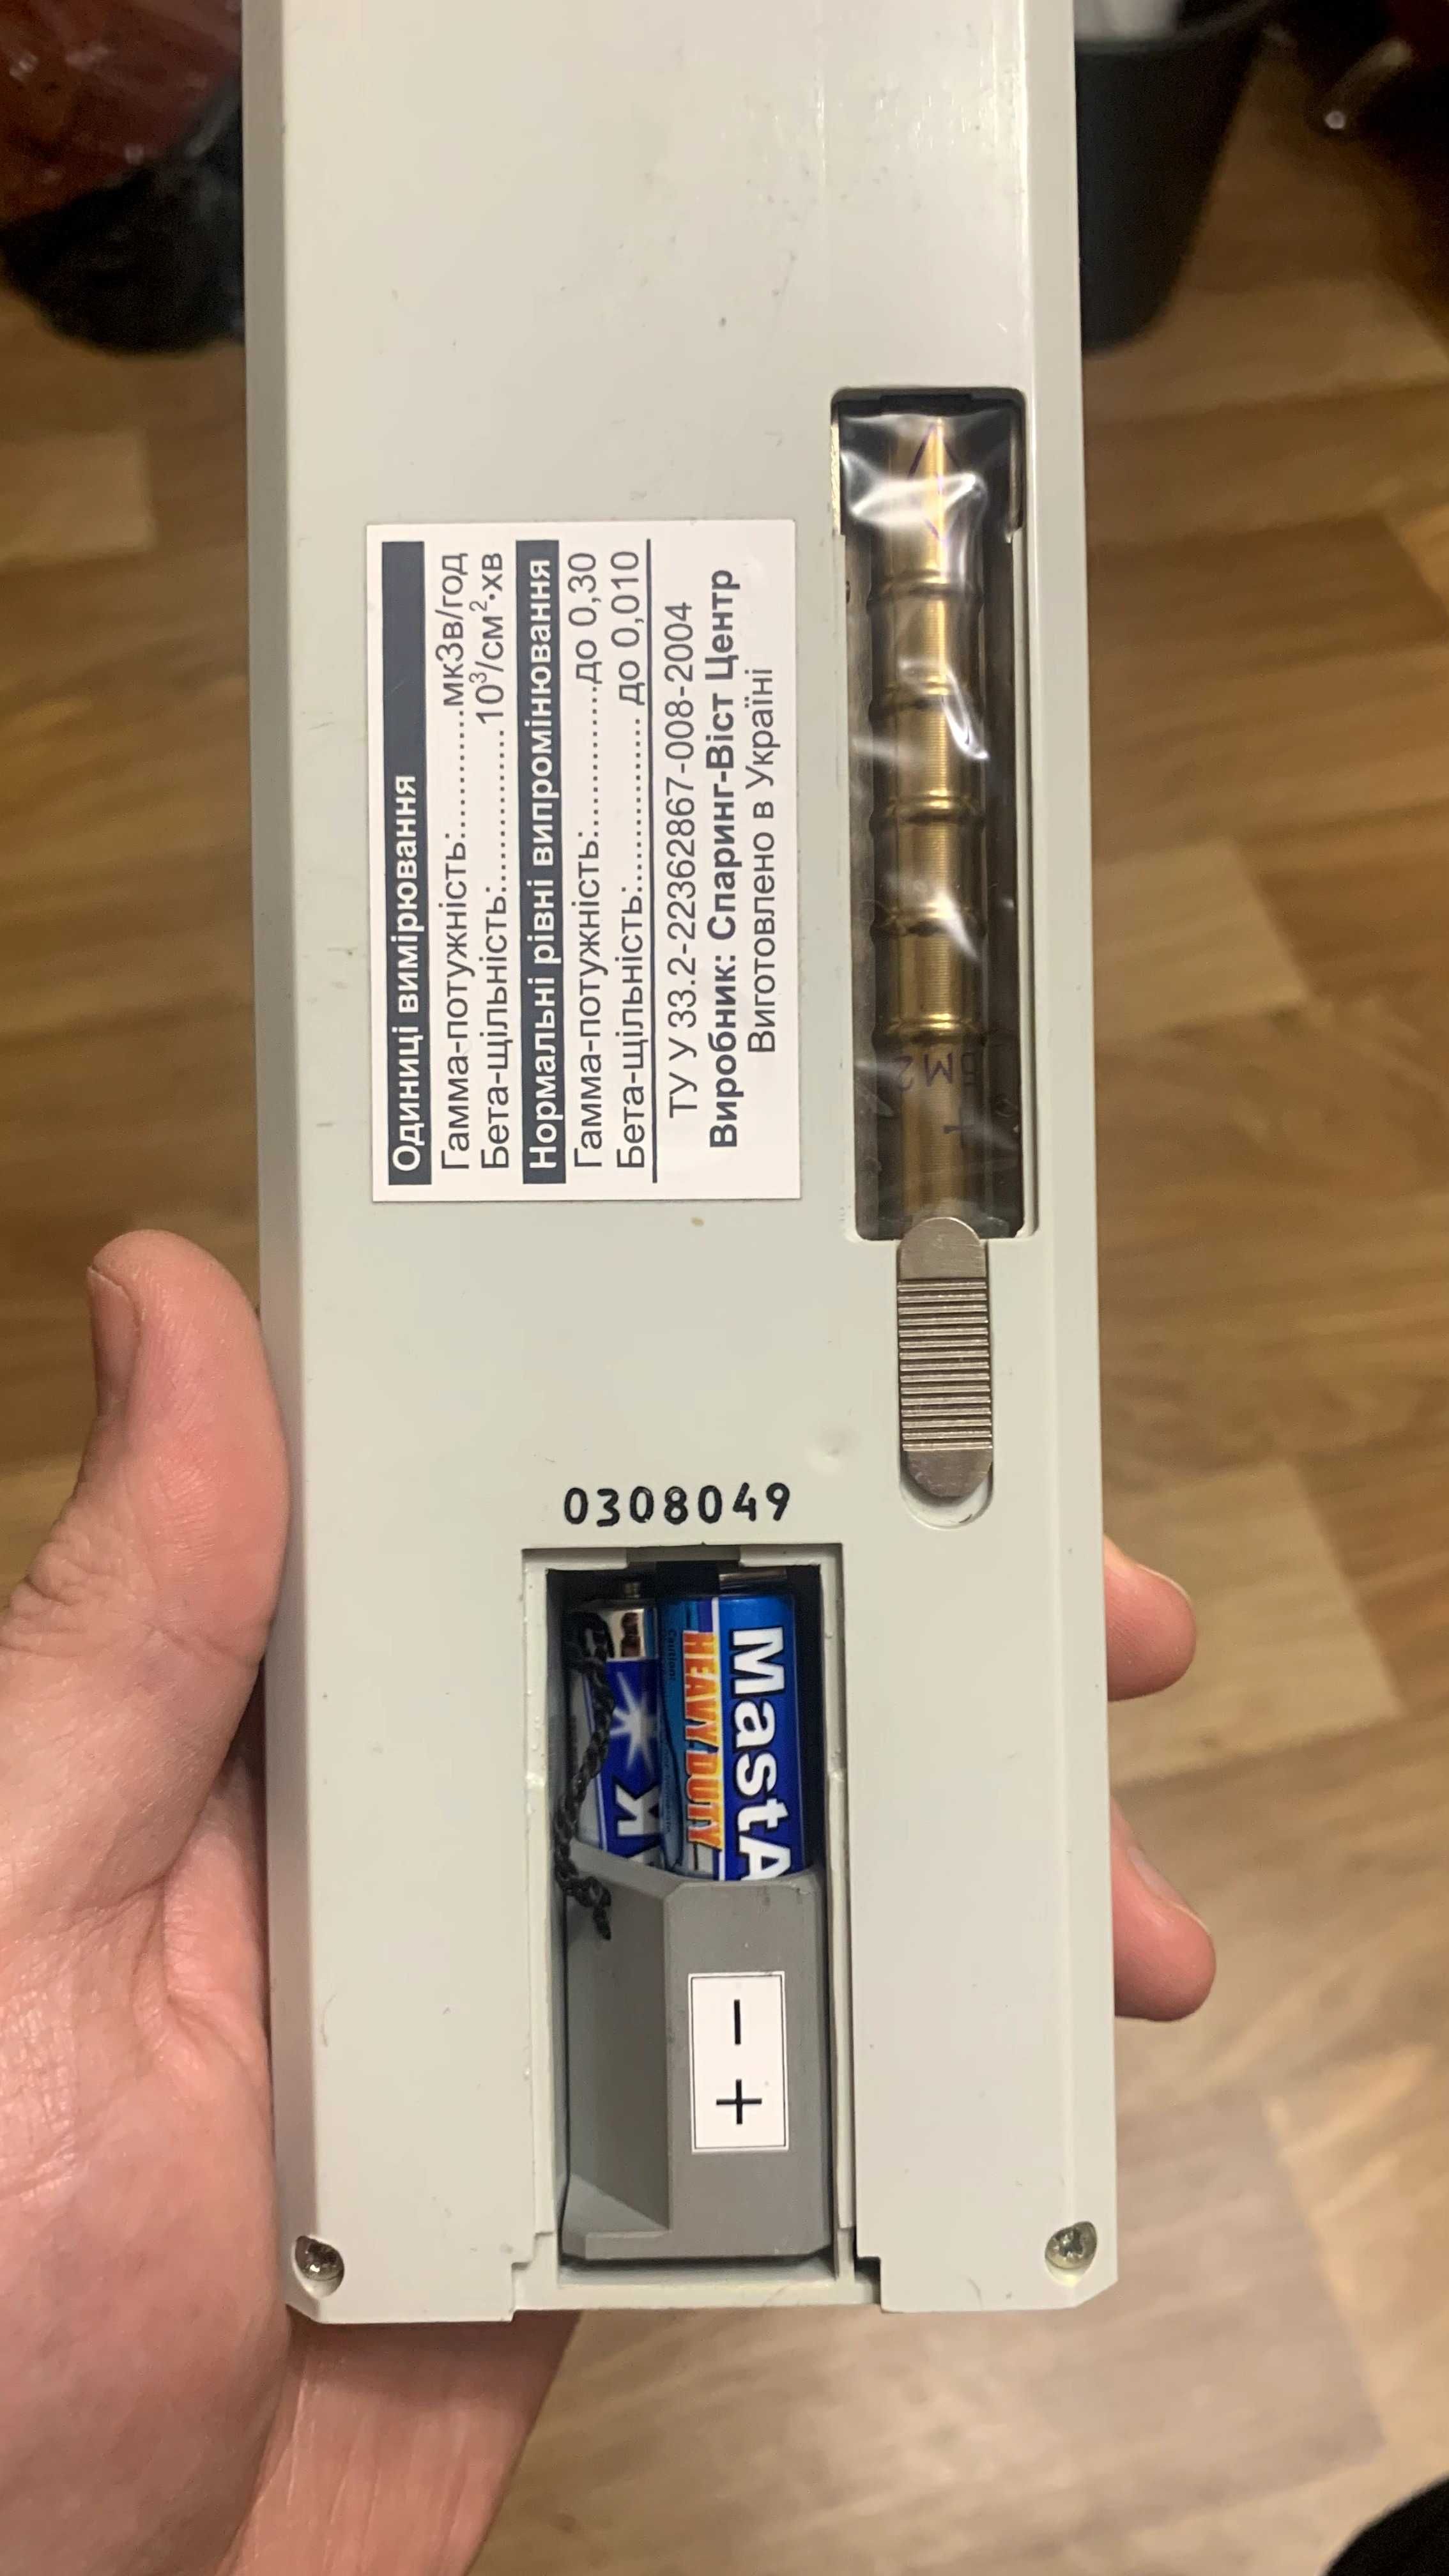 Одиниці вимірювання
Гамма-потужність:............мкЗв/год
Бета-щільність:............... 10³/см²·хв
Нормальні рівні випромінювання
Гамма-потужність:..............до 0,30
Бета-щільність:................. до 0,010
ТУ У 33.2-22362867-008-2004
Виробник: Спаринг-Віст Центр
Виготовлено в Україні
0308049
MastA
HEAVY DUTY
− +